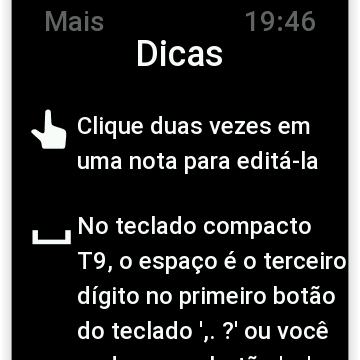 Mais 19:46
Dicas
Clique duas vezes em
uma nota para editá-la
No teclado compacto
T9, o espaço é o terceiro
dígito no primeiro botão
do teclado ',. ?' ou você